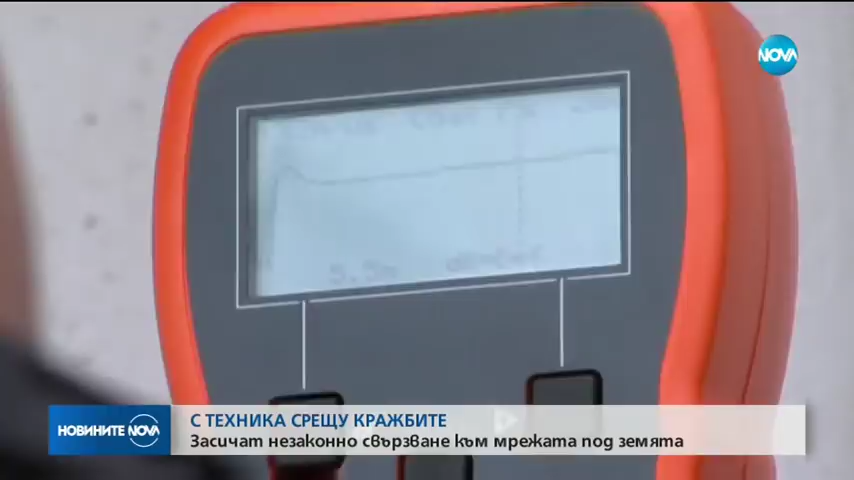 NOVA
5.5m
С ТЕХНИКА СРЕЩУ КРАЖБИТЕ
НОВИНИТЕ NOVA
Засичат незаконно свързване към мрежата под земята